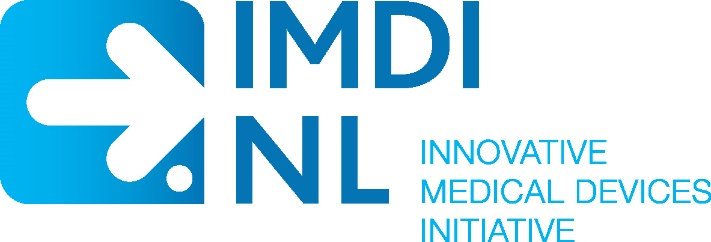 IMDI
NL
INNOVATIVE
MEDICAL DEVICES
INITIATIVE